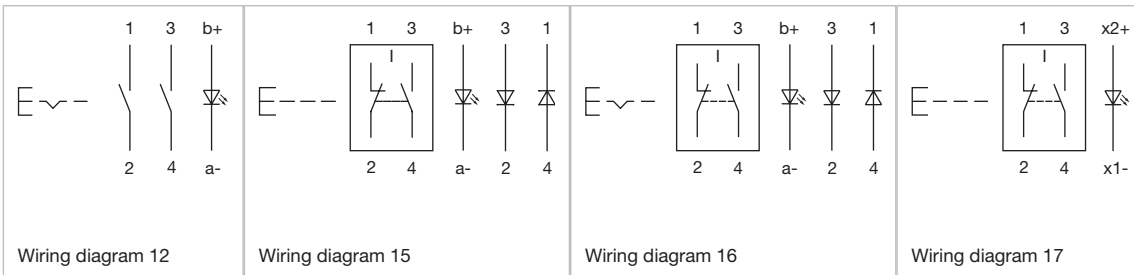 1 3 b+
2 4 a-
Wiring diagram 12
1 3 b+ 3 1
2 4 a- 2 4
Wiring diagram 15
1 3 b+ 3 1
2 4 a- 2 4
Wiring diagram 16
1 3 x2+
2 4 x1-
Wiring diagram 17